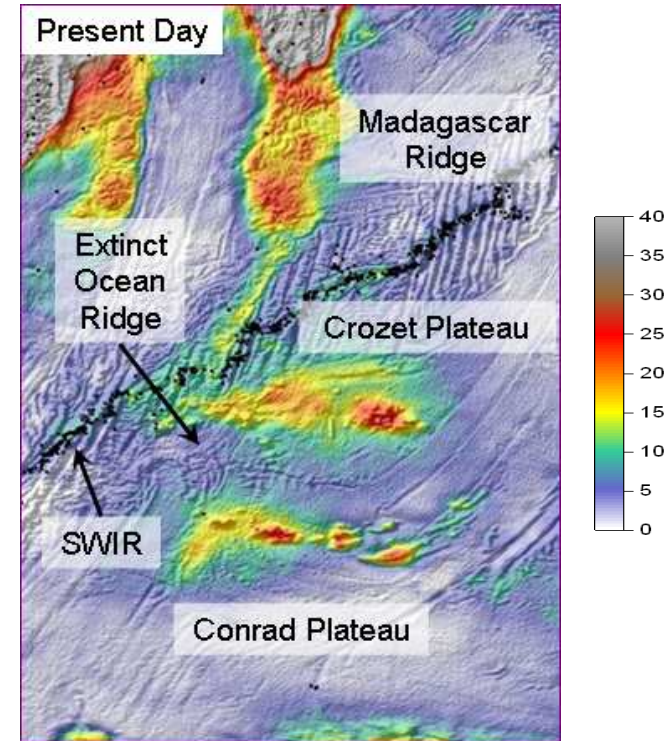 Present Day
Madagascar
Ridge
Extinct
Ocean
Ridge
Crozet Plateau
SWIR
Conrad Plateau
40
35
30
25
20
15
10
5
0